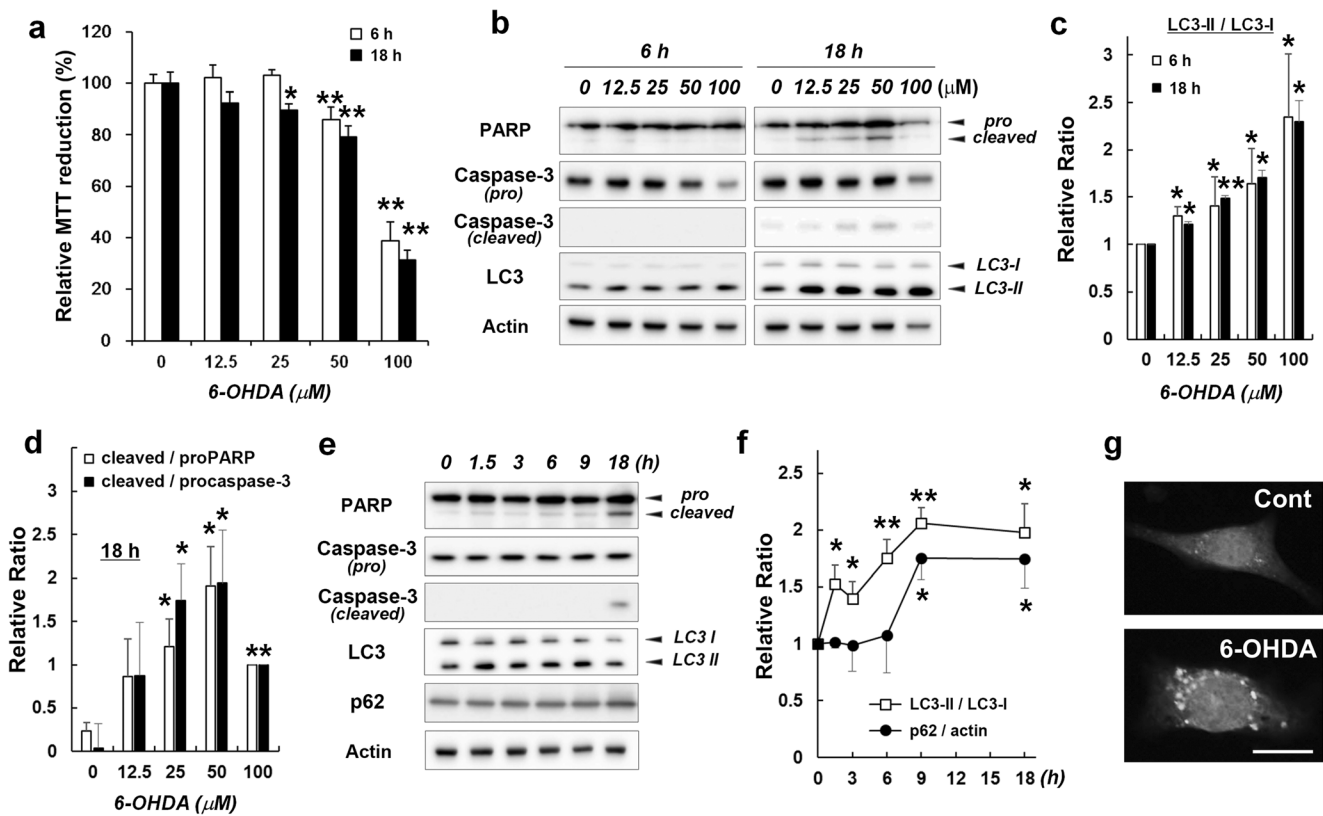 a
Relative MTT reduction (%)
120
100
80
60
40
20
0
6 h
18 h
*
**
**
**
**
0 12.5 25 50 100
6-OHDA (μM)
b
6 h 18 h
0 12.5 25 50 100 0 12.5 25 50 100 (μM)
PARP
pro
cleaved
Caspase-3
(pro)
Caspase-3
(cleaved)
LC3
LC3-I
LC3-II
Actin
c
LC3-II / LC3-I
Relative Ratio
3
2.5
2
1.5
1
0.5
0
6 h
18 h
* *
* **
* *
* *
0 12.5 25 50 100
6-OHDA (μM)
d
cleaved / proPARP
cleaved / procaspase-3
Relative Ratio
3
2.5
2
1.5
1
0.5
0
18 h
* *
* *
**
0 12.5 25 50 100
6-OHDA (μM)
e
0 1.5 3 6 9 18 (h)
PARP
pro
cleaved
Caspase-3
(pro)
Caspase-3
(cleaved)
LC3
LC3 I
LC3 II
p62
Actin
f
Relative Ratio
2.5
2
1.5
1
0.5
0
* * ** ** *
* *
LC3-II / LC3-I
p62 / actin
0 3 6 9 12 15 18 (h)
g
Cont
6-OHDA